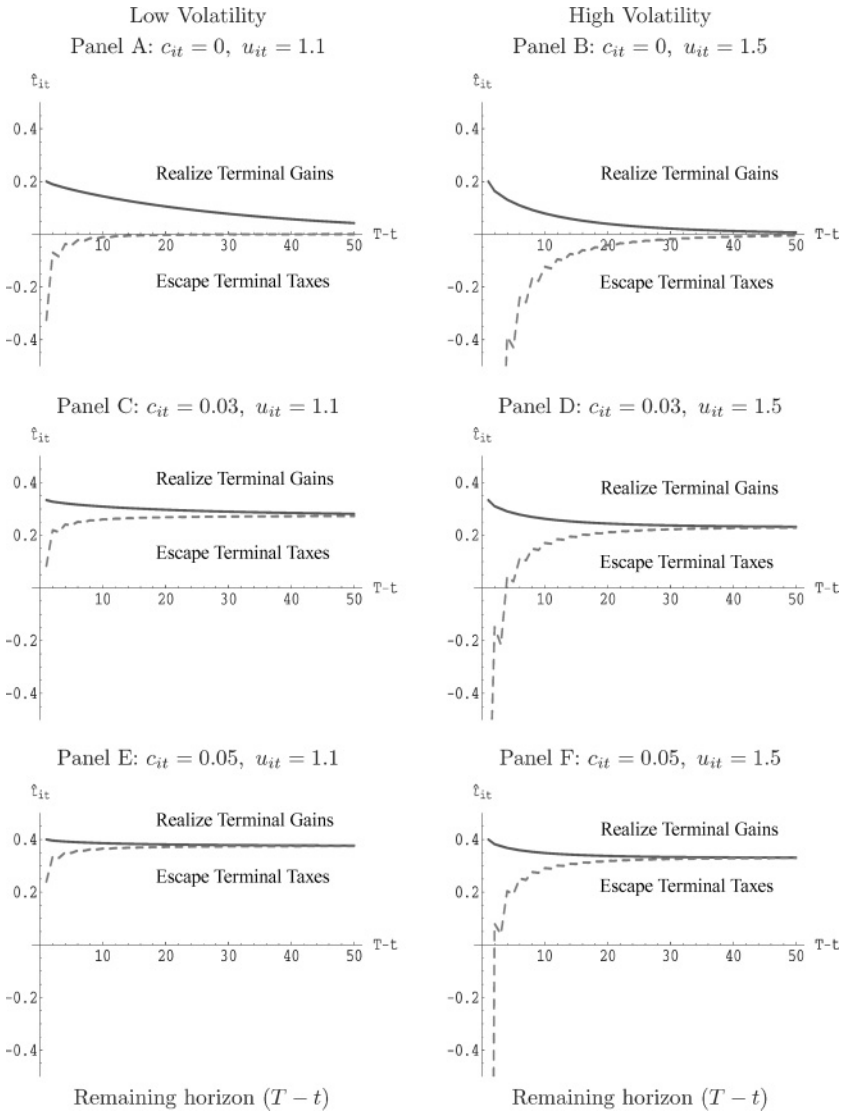 Low Volatility
Panel A: c_it = 0, u_it = 1.1
τ̂_it
0.4
0.2
-0.2
-0.4
10 20 30 40 50
T-t
Realize Terminal Gains
Escape Terminal Taxes
High Volatility
Panel B: c_it = 0, u_it = 1.5
τ̂_it
0.4
0.2
-0.2
-0.4
10 20 30 40 50
T-t
Realize Terminal Gains
Escape Terminal Taxes
Panel C: c_it = 0.03, u_it = 1.1
τ̂_it
0.4
0.2
-0.2
-0.4
10 20 30 40 50
T-t
Realize Terminal Gains
Escape Terminal Taxes
Panel D: c_it = 0.03, u_it = 1.5
τ̂_it
0.4
0.2
-0.2
-0.4
10 20 30 40 50
T-t
Realize Terminal Gains
Escape Terminal Taxes
Panel E: c_it = 0.05, u_it = 1.1
τ̂_it
0.4
0.2
-0.2
-0.4
10 20 30 40 50
T-t
Realize Terminal Gains
Escape Terminal Taxes
Remaining horizon (T − t)
Panel F: c_it = 0.05, u_it = 1.5
τ̂_it
0.4
0.2
-0.2
-0.4
10 20 30 40 50
T-t
Realize Terminal Gains
Escape Terminal Taxes
Remaining horizon (T − t)